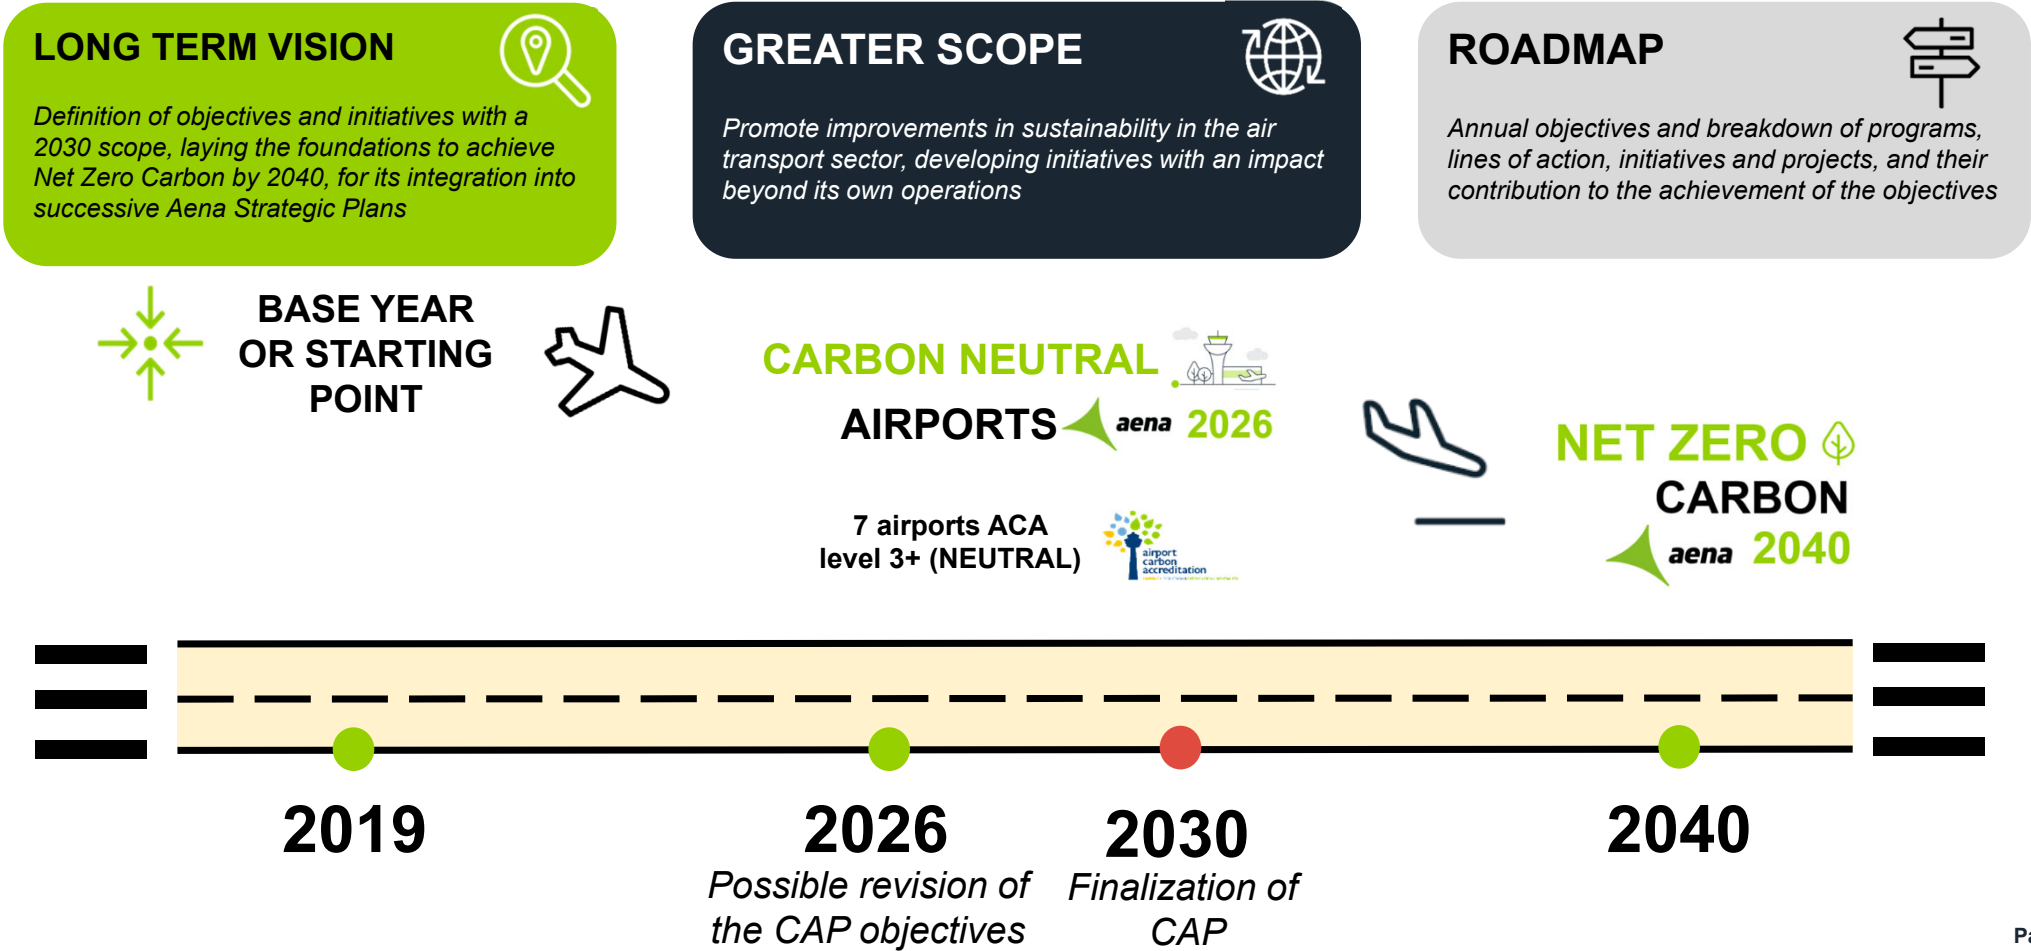 LONG TERM VISION
Definition of objectives and initiatives with a
2030 scope, laying the foundations to achieve
Net Zero Carbon by 2040, for its integration into
successive Aena Strategic Plans
GREATER SCOPE
Promote improvements in sustainability in the air
transport sector, developing initiatives with an impact
beyond its own operations
ROADMAP
Annual objectives and breakdown of programs,
lines of action, initiatives and projects, and their
contribution to the achievement of the objectives
BASE YEAR
OR STARTING
POINT
CARBON NEUTRAL
AIRPORTS aena 2026
7 airports ACA
level 3+ (NEUTRAL)
airport
carbon
accreditation
NET ZERO
CARBON
aena 2040
2019
2026
Possible revision of
the CAP objectives
2030
Finalization of
CAP
2040
Pa